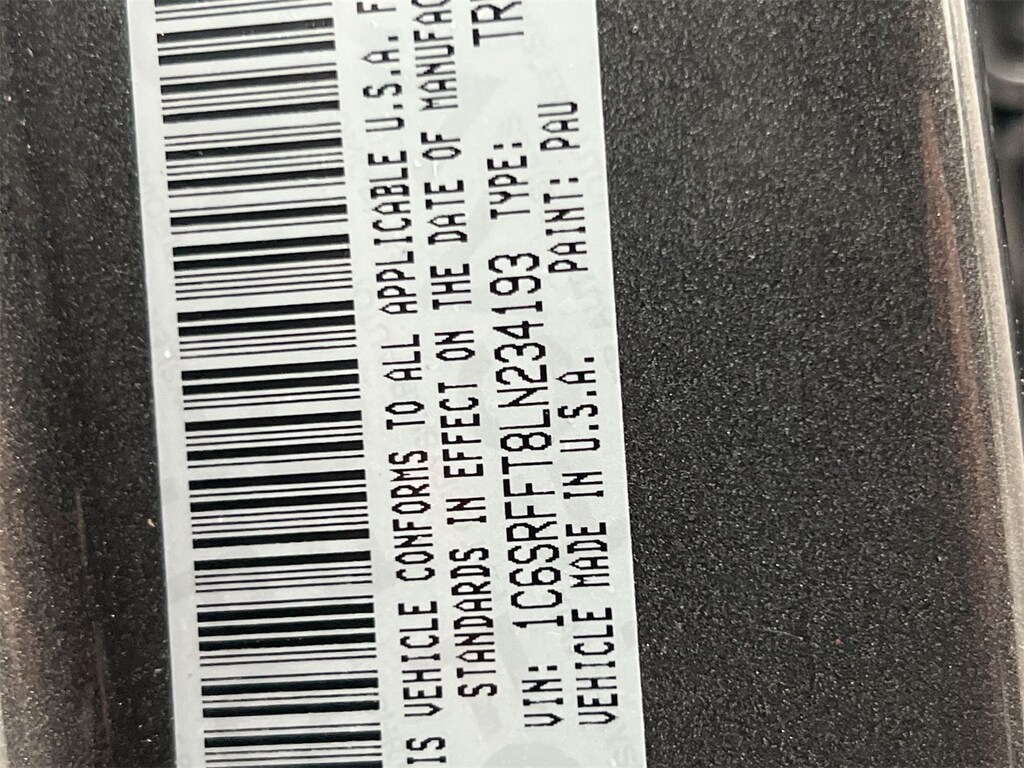 IS VEHICLE CONFORMS TO ALL APPLICABLE U.S.A. F
STANDARDS IN EFFECT ON THE DATE OF MANUFAC
VIN: 1C6SRFFT8LN234193 TYPE: TR
VEHICLE MADE IN U.S.A. PAINT: PAU